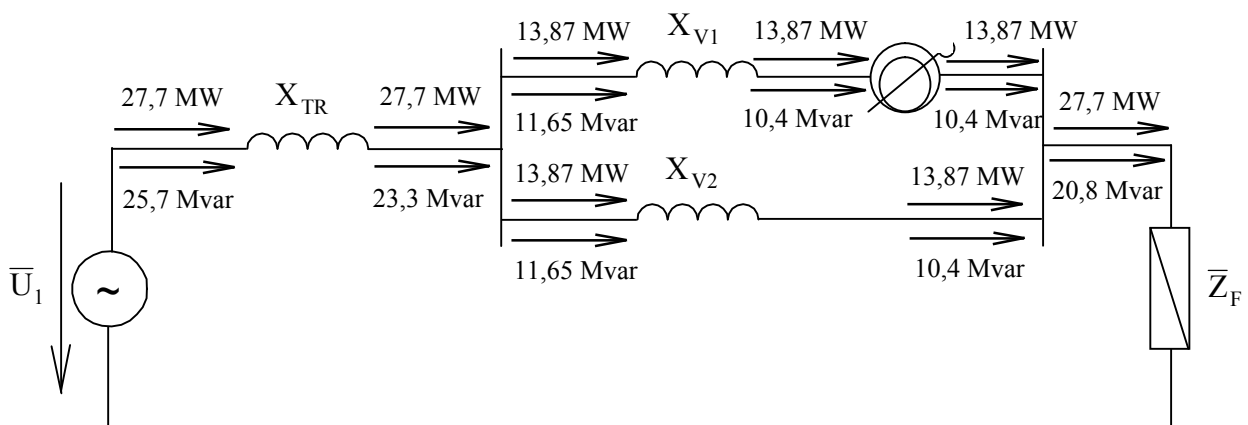 13,87 MW
X_V1
13,87 MW
13,87 MW
27,7 MW
X_TR
27,7 MW
11,65 Mvar
10,4 Mvar
10,4 Mvar
27,7 MW
25,7 Mvar
23,3 Mvar
13,87 MW
X_V2
13,87 MW
20,8 Mvar
11,65 Mvar
10,4 Mvar
U̅_1
~
Z̅_F